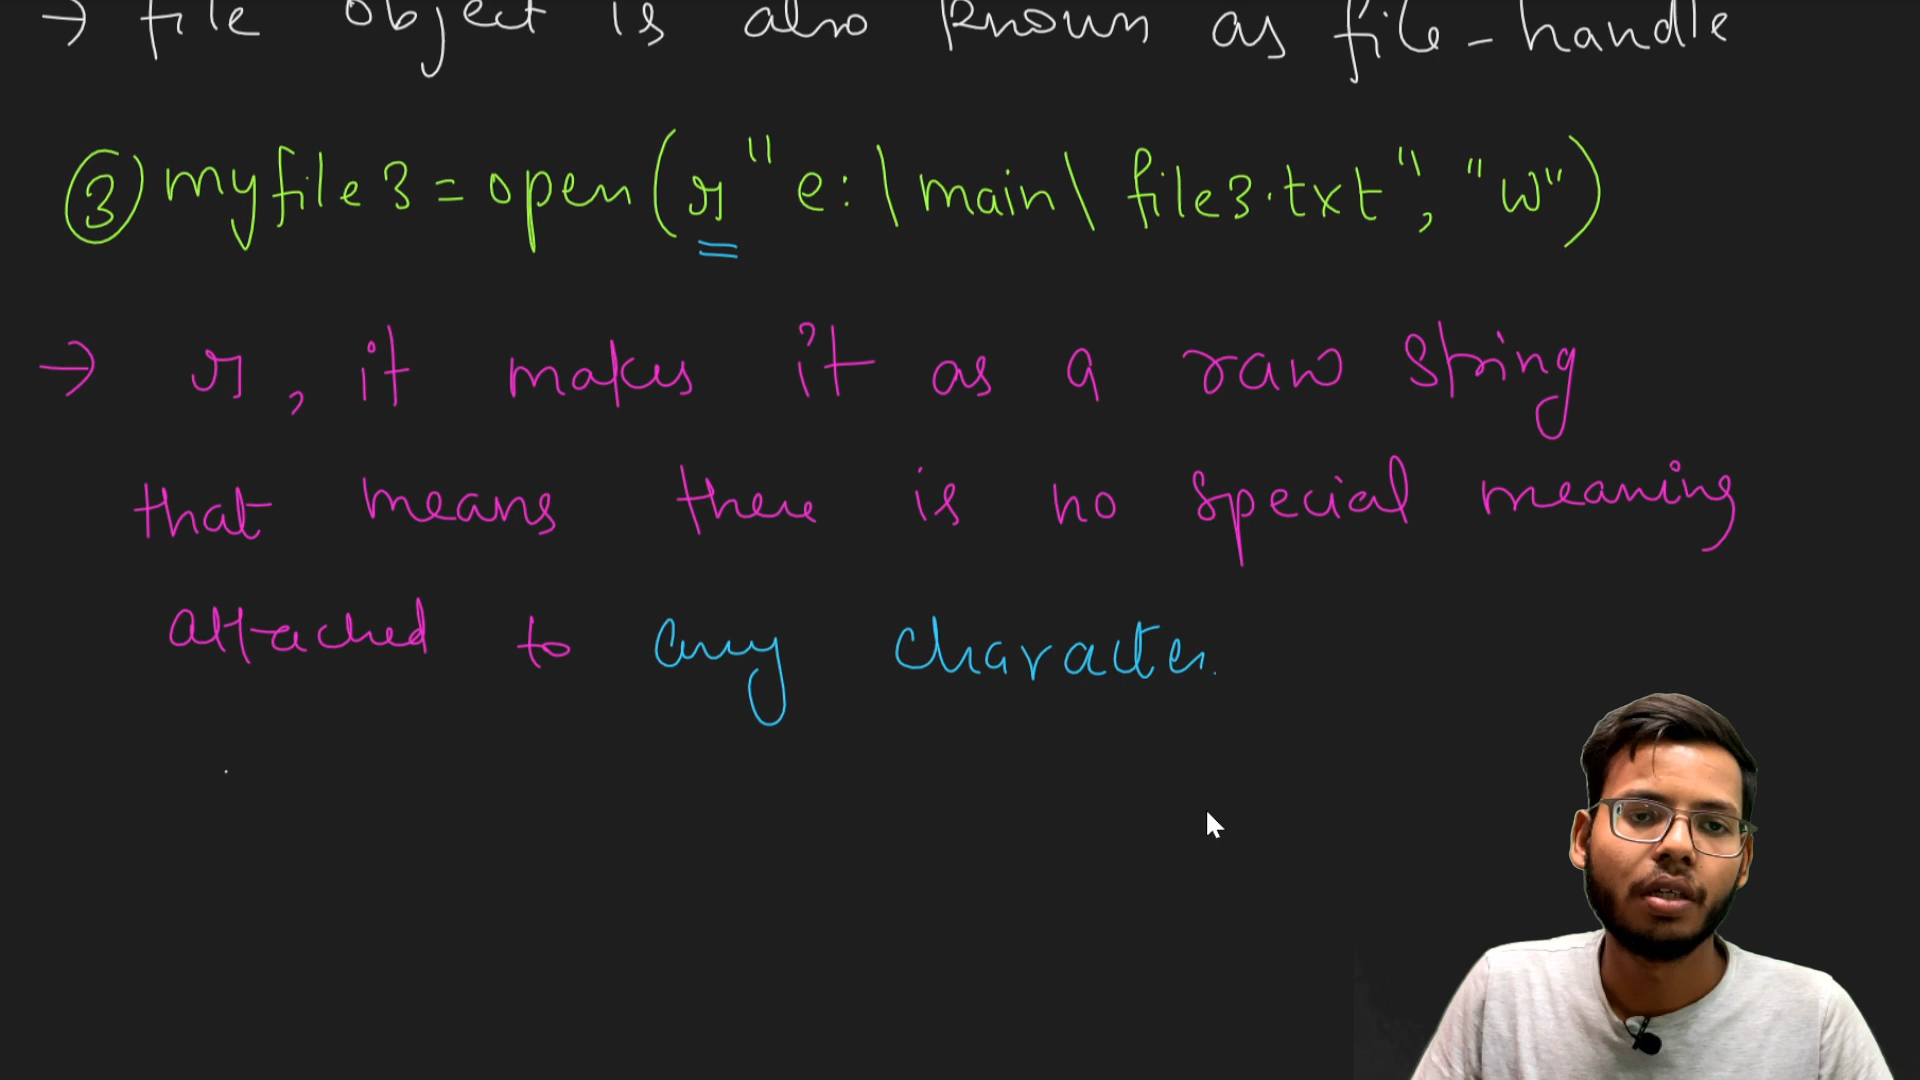 → file object is also known as file-handle
③ myfile3 = open(r"e:\main\file3.txt", "w")
→ r, it makes it as a raw string
that means there is no special meaning
attached to any character.